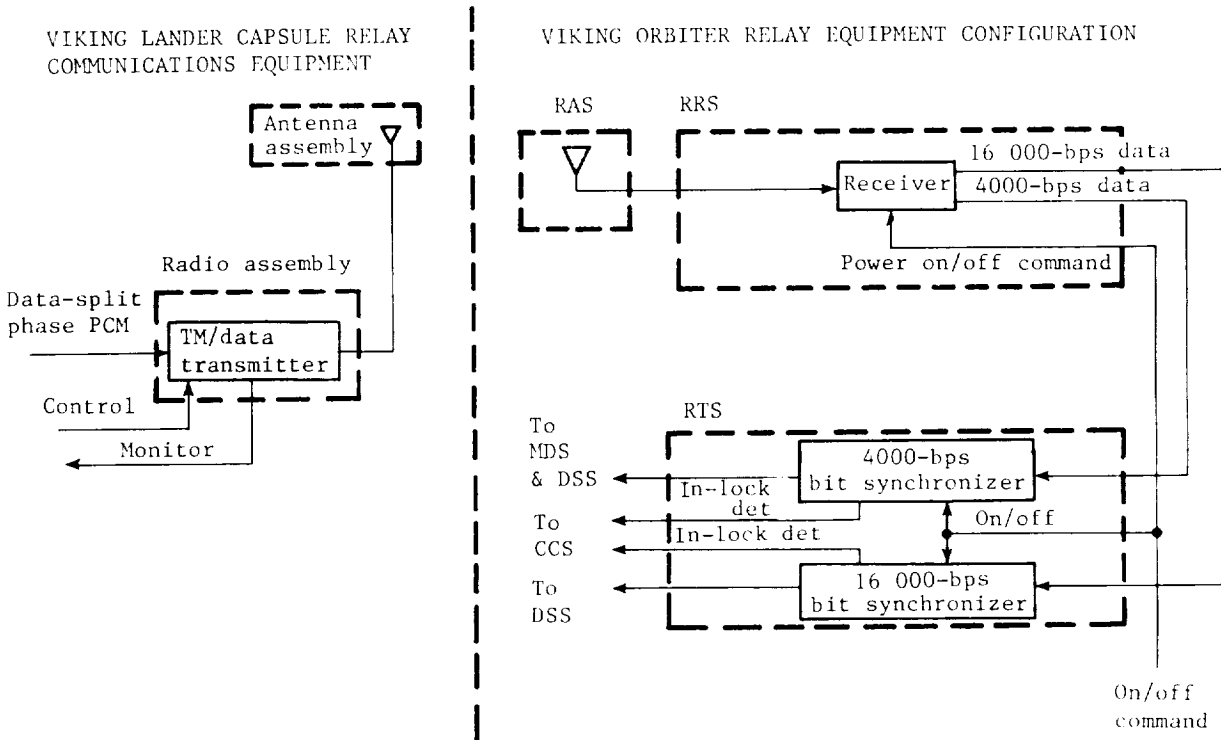 VIKING LANDER CAPSULE RELAY
COMMUNICATIONS EQUIPMENT
Antenna
assembly
Radio assembly
Data-split
phase PCM
TM/data
transmitter
Control
Monitor
VIKING ORBITER RELAY EQUIPMENT CONFIGURATION
RAS
RRS
16 000-bps data
Receiver
4000-bps data
Power on/off command
RTS
To
MDS
& DSS
4000-bps
bit synchronizer
In-lock
det
On/off
To
CCS
In-lock det
16 000-bps
bit synchronizer
To
DSS
On/off
command